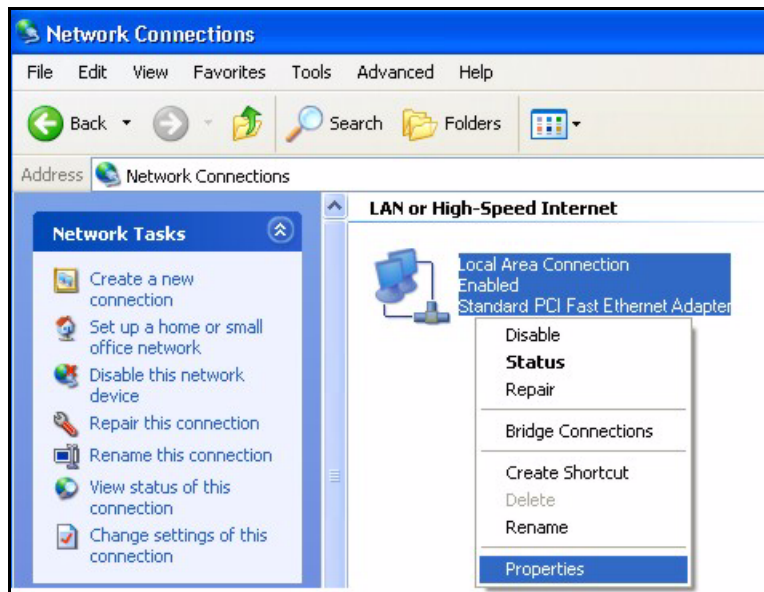 Network Connections
File Edit View Favorites Tools Advanced Help
Back Search Folders
Address Network Connections
Network Tasks
Create a new
connection
Set up a home or small
office network
Disable this network
device
Repair this connection
Rename this connection
View status of this
connection
Change settings of this
connection
LAN or High-Speed Internet
Local Area Connection
Enabled
Standard PCI Fast Ethernet Adapter
Disable
Status
Repair
Bridge Connections
Create Shortcut
Delete
Rename
Properties